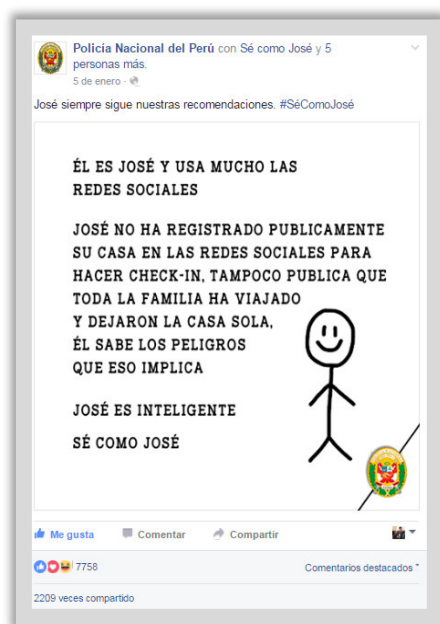 Policía Nacional del Perú con Sé como José y 5
personas más.
5 de enero ·
José siempre sigue nuestras recomendaciones. #SéComoJosé
ÉL ES JOSÉ Y USA MUCHO LAS
REDES SOCIALES
JOSÉ NO HA REGISTRADO PUBLICAMENTE
SU CASA EN LAS REDES SOCIALES PARA
HACER CHECK-IN, TAMPOCO PUBLICA QUE
TODA LA FAMILIA HA VIAJADO
Y DEJARON LA CASA SOLA,
ÉL SABE LOS PELIGROS
QUE ESO IMPLICA
JOSÉ ES INTELIGENTE
SÉ COMO JOSÉ
Me gusta Comentar Compartir
7758 Comentarios destacados
2209 veces compartido